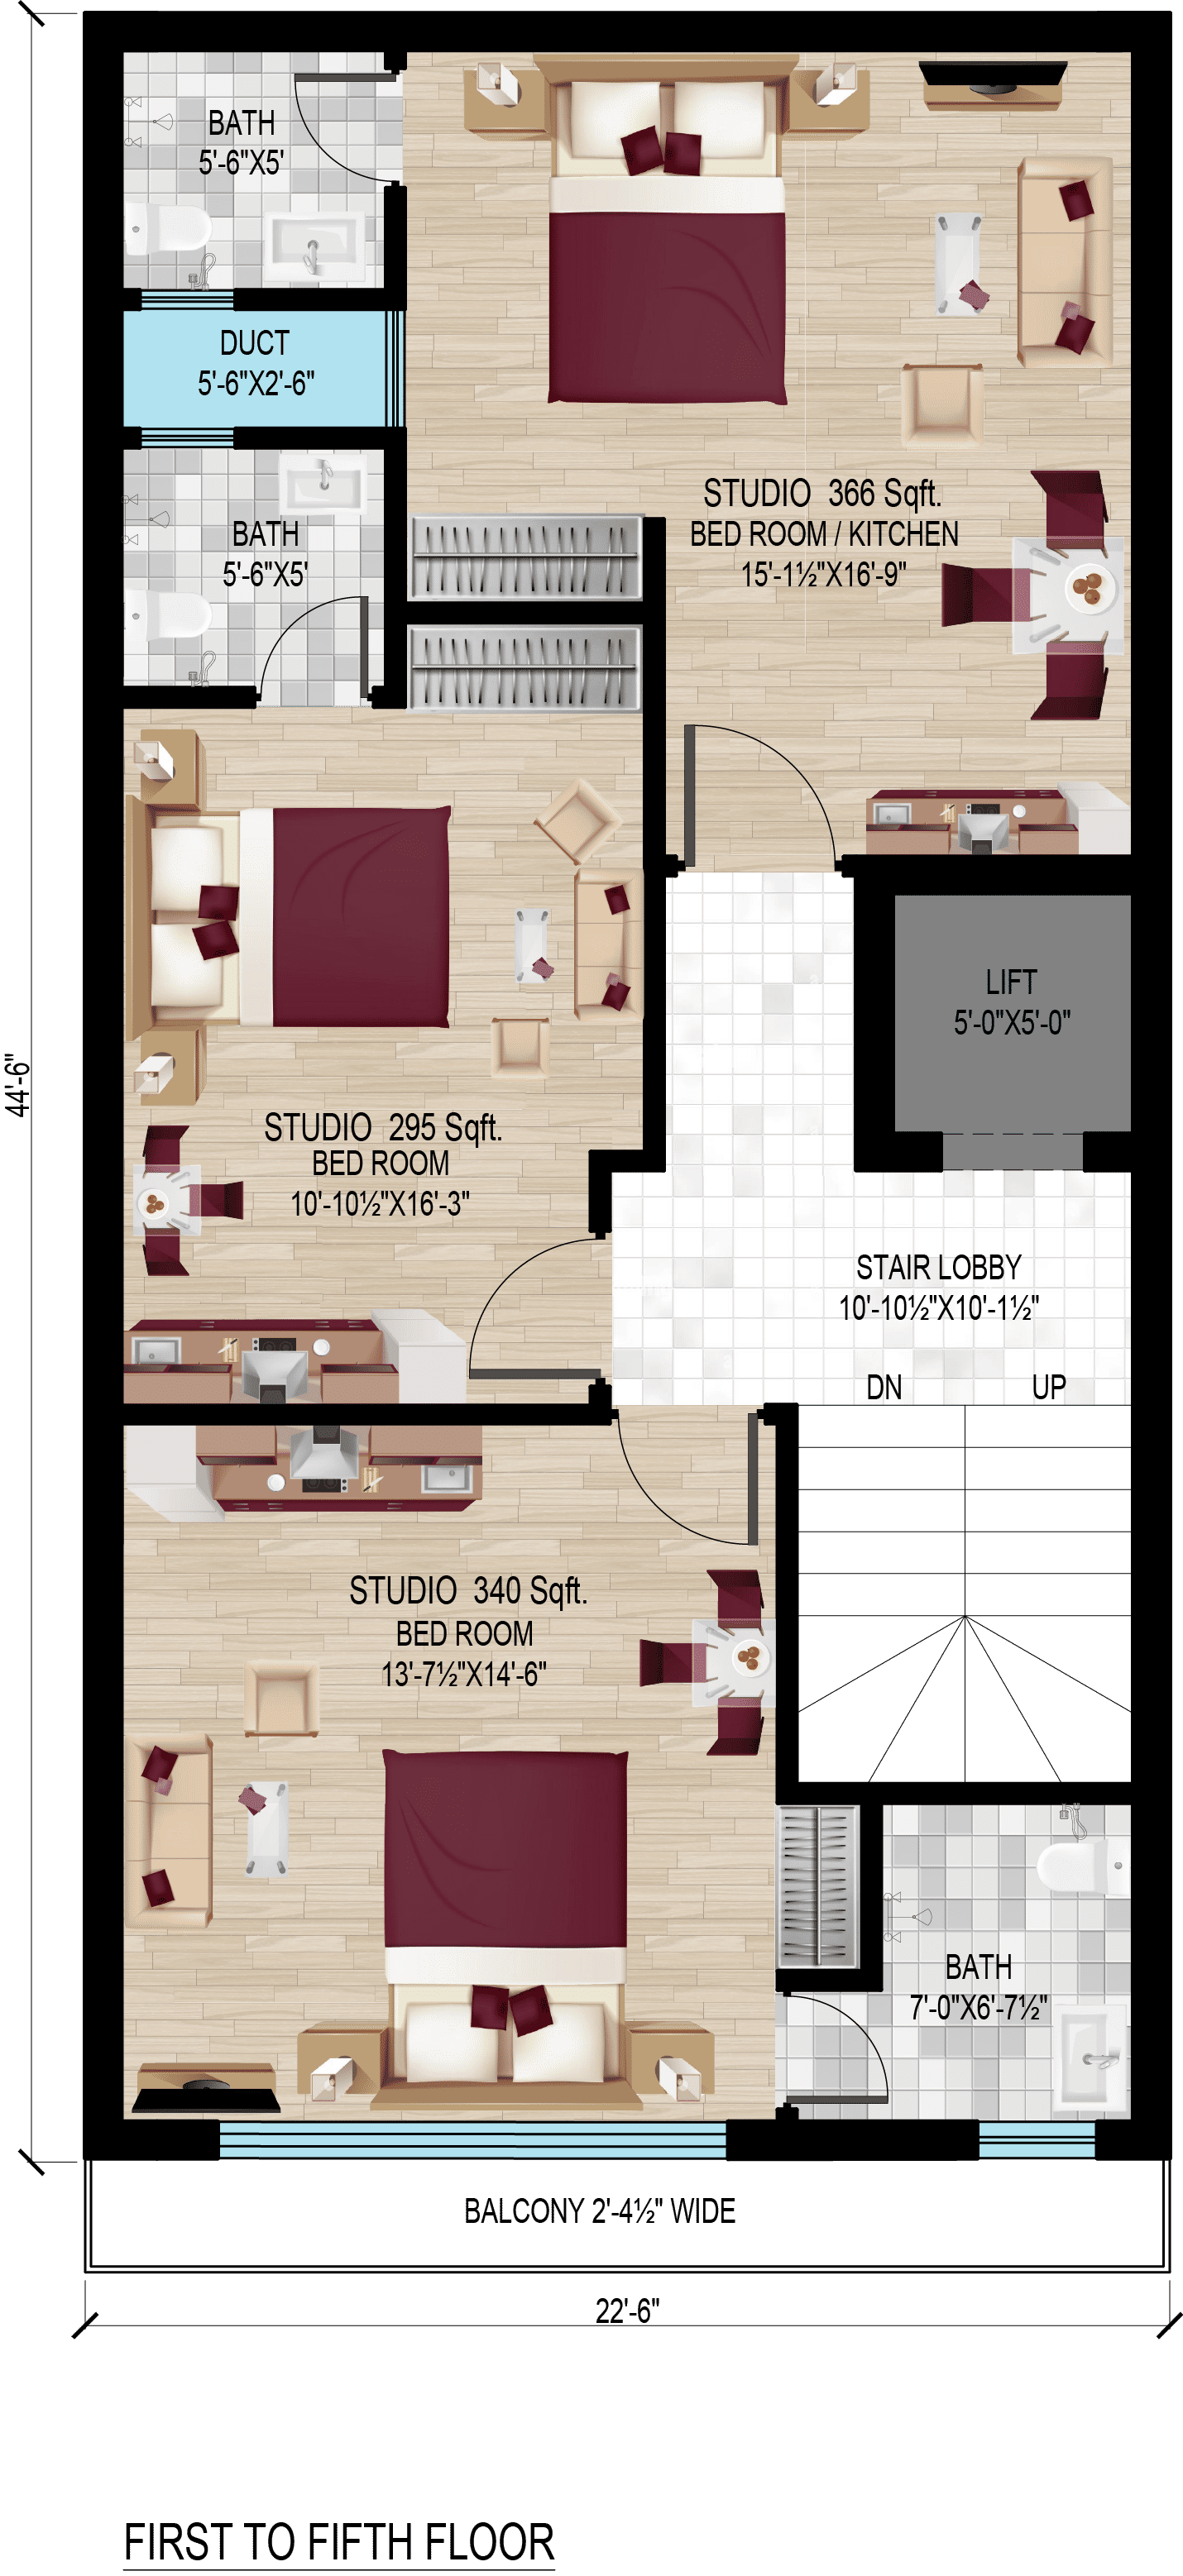 BATH
5'-6"X5'
DUCT
5'-6"X2'-6"
BATH
5'-6"X5'
STUDIO 366 Sqft.
BED ROOM / KITCHEN
15'-1½"X16'-9"
LIFT
5'-0"X5'-0"
44'-6"
STUDIO 295 Sqft.
BED ROOM
10'-10½"X16'-3"
STAIR LOBBY
10'-10½"X10'-1½"
DN UP
STUDIO 340 Sqft.
BED ROOM
13'-7½"X14'-6"
BATH
7'-0"X6'-7½"
BALCONY 2'-4½" WIDE
22'-6"
FIRST TO FIFTH FLOOR